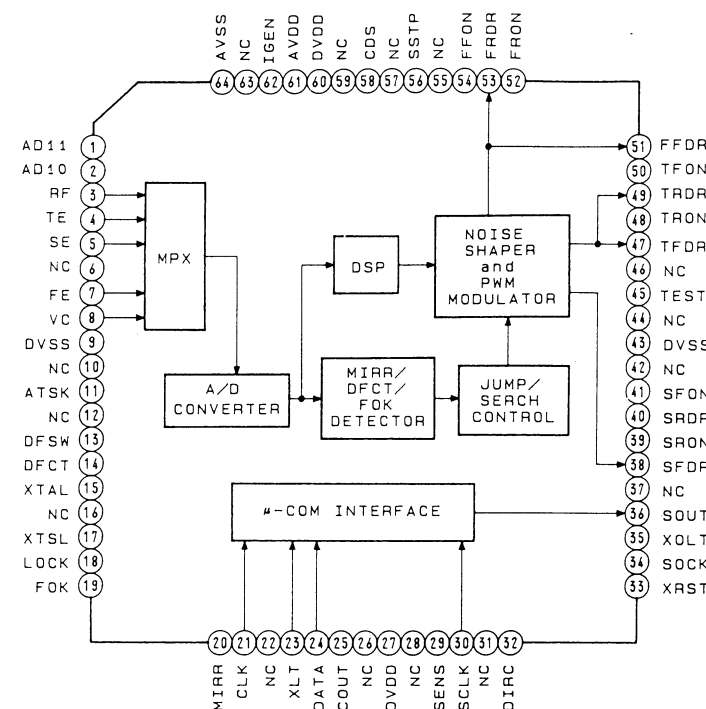 AVSS
NC
IGEN
AVDD
DVDD
NC
CDS
NC
SSTP
NC
FFON
FRDR
FRON
64 63 62 61 60 59 58 57 56 55 54 53 52
AD11 1
AD10 2
RF 3
TE 4
SE 5
NC 6
FE 7
VC 8
DVSS 9
NC 10
ATSK 11
NC 12
DFSW 13
DFCT 14
XTAL 15
NC 16
XTSL 17
LOCK 18
FOK 19
MPX
A/D
CONVERTER
DSP
MIRR/
DFCT/
FOK
DETECTOR
NOISE
SHAPER
and
PWM
MODULATOR
JUMP/
SERCH
CONTROL
μ-COM INTERFACE
51 FFDR
50 TFON
49 TRDR
48 TRON
47 TFDR
46 NC
45 TEST
44 NC
43 DVSS
42 NC
41 SFON
40 SRDR
39 SRON
38 SFDR
37 NC
36 SOUT
35 XOLT
34 SOCK
33 XRST
20 21 22 23 24 25 26 27 28 29 30 31 32
MIRR
CLK
NC
XLT
DATA
COUT
NC
DVDD
NC
SENS
SCLK
NC
DIRC